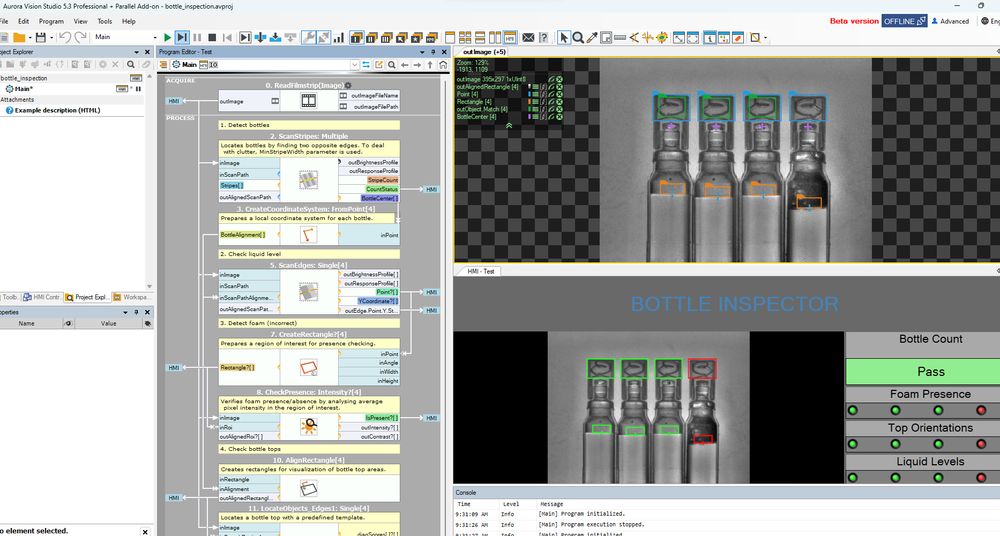 Aurora Vision Studio 5.3 Professional + Parallel Add-on - bottle_inspection.avproj
File Edit Program View Tools Help
Beta version OFFLINE Advanced Eng
Main
oject Explorer
bottle_inspection HMI
Main* HMI *
Attachments
Example description (HTML)
Toolb... HMI Contr... Project Expl... Workspa...
operties
Name Value
o element selected.
Program Editor - Test
Main HMI IO
ACQUIRE
0. ReadFilmstrip(Image)
HMI outImage outImageFileName
outImageFilePath
PROCESS
1. Detect bottles
2. ScanStripes: Multiple
Locates bottles by finding two opposite edges. To deal
with clutter, MinStripeWidth parameter is used.
inImage outBrightnessProfile
inScanPath outResponseProfile
Stripes[] StripeCount
CountStatus HMI
outAlignedScanPath BottleCenter[]
3. CreateCoordinateSystem: FromPoint[4]
Prepares a local coordinate system for each bottle.
BottleAlignment[] inPoint
2. Check liquid level
5. ScanEdges: Single[4]
inImage outBrightnessProfile[]
inScanPath outResponseProfile[]
inScanPathAlignme... Point?[] HMI
YCoordinate?[]
outAlignedScanPat... outEdge.Point.Y.St... HMI
3. Detect foam (incorrect)
7. CreateRectangle?[4]
Prepares a region of interest for presence checking.
inPoint
HMI Rectangle?[] inAngle
inWidth
inHeight
8. CheckPresence: Intensity?[4]
Verifies foam presence/absence by analysing average
pixel intensity in the region of interest.
inImage IsPresent?[] HMI
inRoi outIntensity?[]
outAlignedRoi?[] outContrast?[]
4. Check bottle tops
10. AlignRectangle[4]
Creates rectangles for visualization of bottle top areas.
inRectangle
inAlignment
HMI outAlignedRectangl...
11. LocateObjects_Edges1: Single[4]
Locates a bottle top with a predefined template.
inImage
diagScores[]?[]
outImage (+5)
Zoom: 129%
-1913, 1109
outImage 395x297 1xUInt8
outAlignedRectangle [4]
Point [4]
Rectangle [4]
outObject.Match [4]
BottleCenter [4]
HMI - Test
BOTTLE INSPECTOR
Bottle Count
Pass
Foam Presence
Top Orientations
Liquid Levels
Console
Time Level Message
9:31:09 AM Info [Main] Program initialized.
9:31:26 AM Info [Main] Program execution stopped.
9:31:27 AM Info [Main] Program initialized